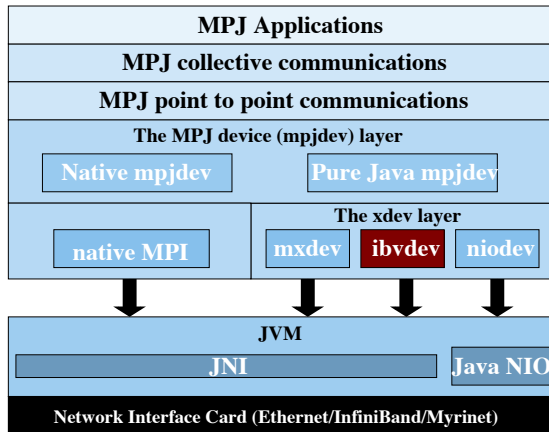 MPJ Applications
MPJ collective communications
MPJ point to point communications
The MPJ device (mpjdev) layer
Native mpjdev Pure Java mpjdev
The xdev layer
native MPI mxdev ibvdev niodev
JVM
JNI Java NIO
Network Interface Card (Ethernet/InfiniBand/Myrinet)